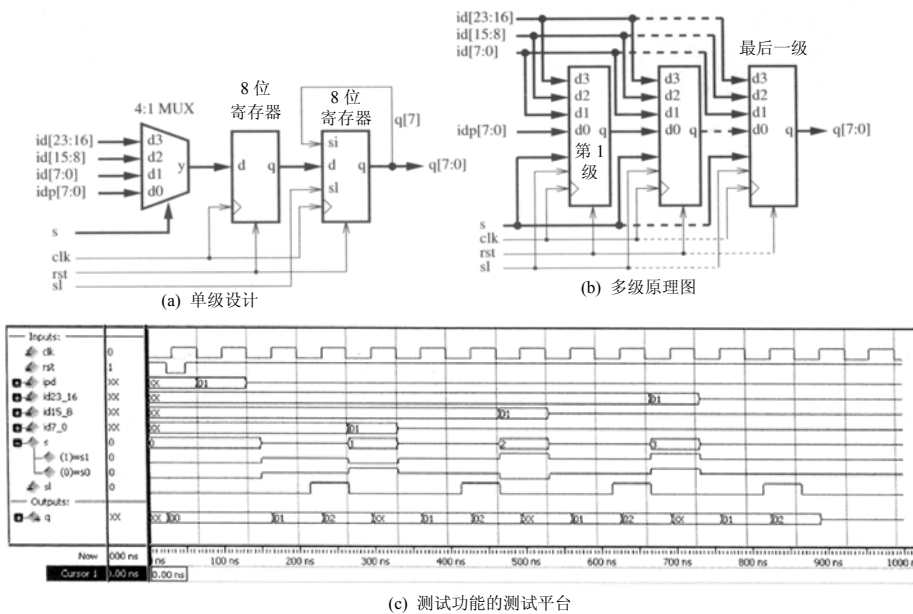 id[23:16]
id[15:8]
id[7:0]
idp[7:0]
4:1 MUX
d3
d2
d1
d0
y
s
clk
rst
sl
8 位
寄存器
d
q
8 位
寄存器
si
d
q
sl
q[7]
q[7:0]
(a) 单级设计
id[23:16]
id[15:8]
id[7:0]
idp[7:0]
d3
d2
d1
d0
q
第 1
级
d3
d2
d1
d0
q
最后一级
d3
d2
d1
d0
q
q[7:0]
s
clk
rst
sl
(b) 多级原理图
Inputs:
clk 0
rst 1
ipd XX XX 01
id23_16 XX XX 01
id15_8 XX XX 01
id7_0 XX XX 01
s 0 0 1 2 3
(1)=s1 0
(0)=s0 0
sl 0
Outputs:
q XX XX 00 01 02 XX 01 02 XX 01 02 XX 01 02
Now 000 ns ns 100 ns 200 ns 300 ns 400 ns 500 ns 600 ns 700 ns 800 ns 900 ns 1000 n
Cursor 1 0.00 ns 0.00 ns
(c) 测试功能的测试平台